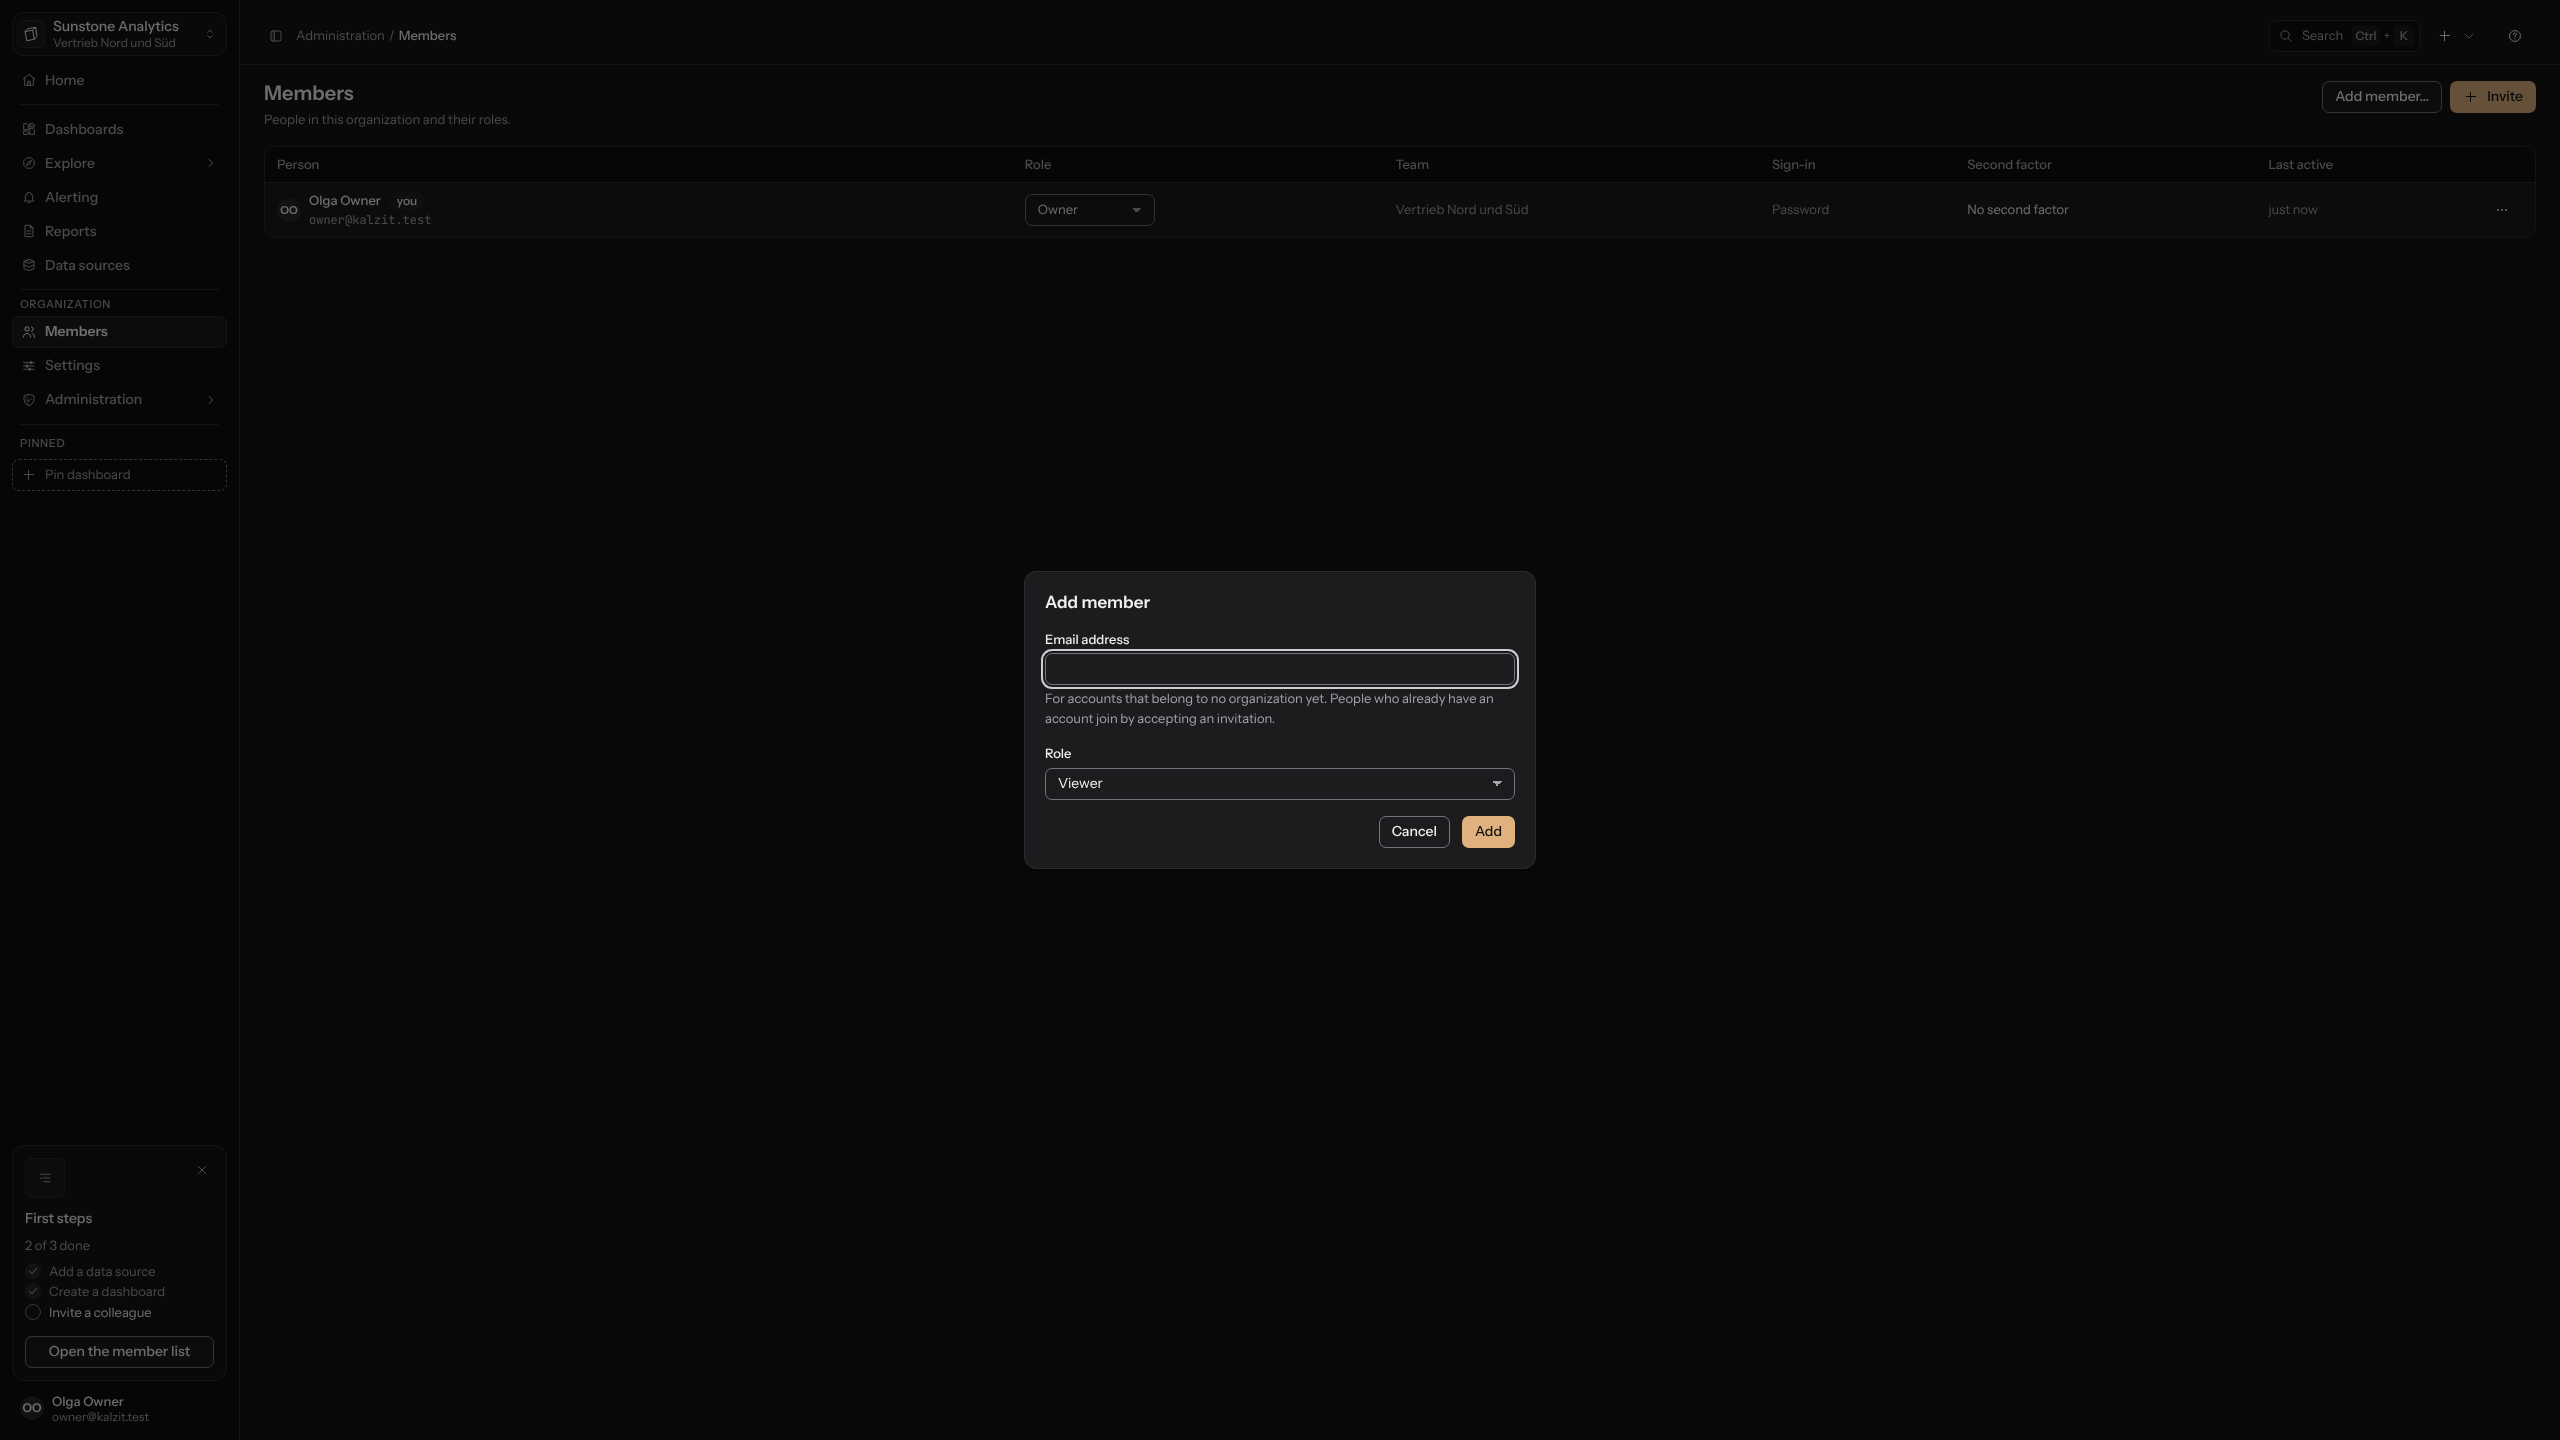 Sunstone Analytics
Vertrieb Nord und Süd
Home
Dashboards
Explore
Alerting
Reports
Data sources
ORGANIZATION
Members
Settings
Administration
PINNED
Pin dashboard
First steps
2 of 3 done
Add a data source
Create a dashboard
Invite a colleague
Open the member list
OO
Olga Owner
owner@kalzit.test
Administration / Members
Search Ctrl + K
Members
People in this organization and their roles.
Add member...
Invite
Person Role Team Sign-in Second factor Last active
OO Olga Owner you
owner@kalzit.test
Owner Vertrieb Nord und Süd Password No second factor just now
Add member
Email address
For accounts that belong to no organization yet. People who already have an
account join by accepting an invitation.
Role
Viewer
Cancel Add